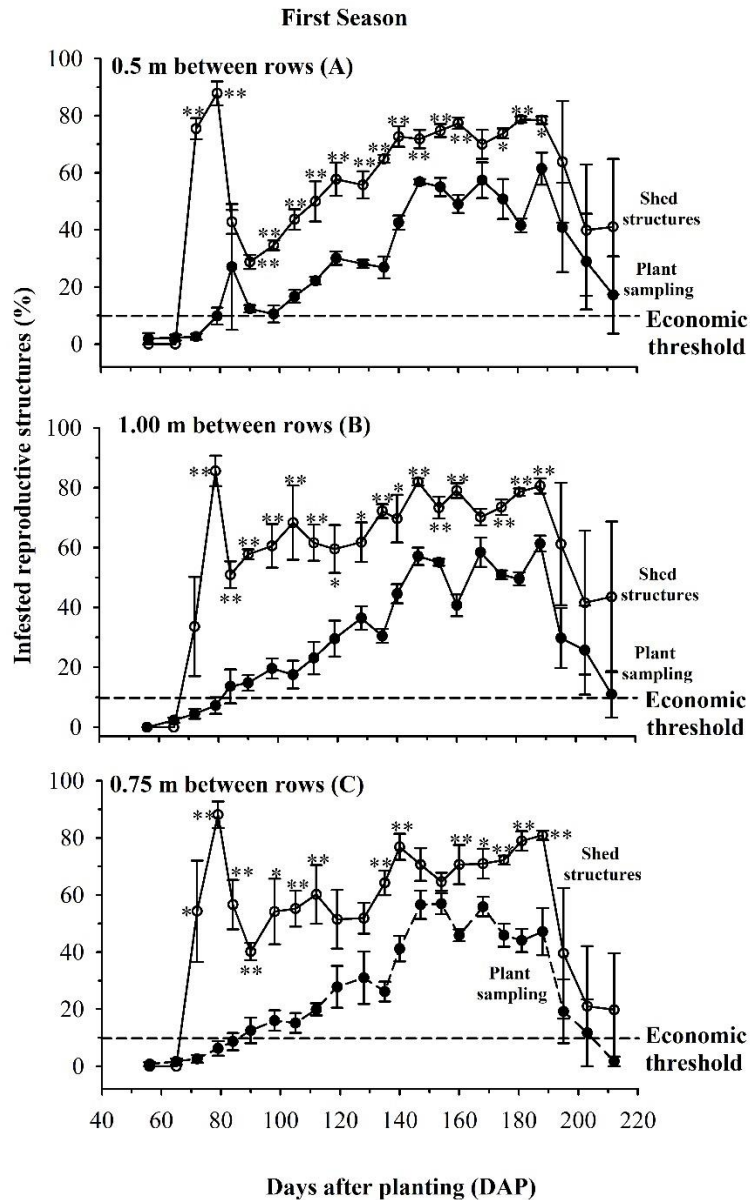 First Season
Infested reproductive structures (%)
0.5 m between rows (A)
100
80
60
40
20
0
** ** ** ** ** ** ** ** ** ** ** ** ** * ** *
Shed
structures
Plant
sampling
Economic
threshold
1.00 m between rows (B)
100
80
60
40
20
0
** ** ** ** ** ** * * ** * ** ** ** ** ** **
Shed
structures
Plant
sampling
Economic
threshold
0.75 m between rows (C)
100
80
60
40
20
0
* ** ** ** * ** ** ** ** ** * ** ** **
Shed
structures
Plant
sampling
Economic
threshold
40 60 80 100 120 140 160 180 200 220
Days after planting (DAP)